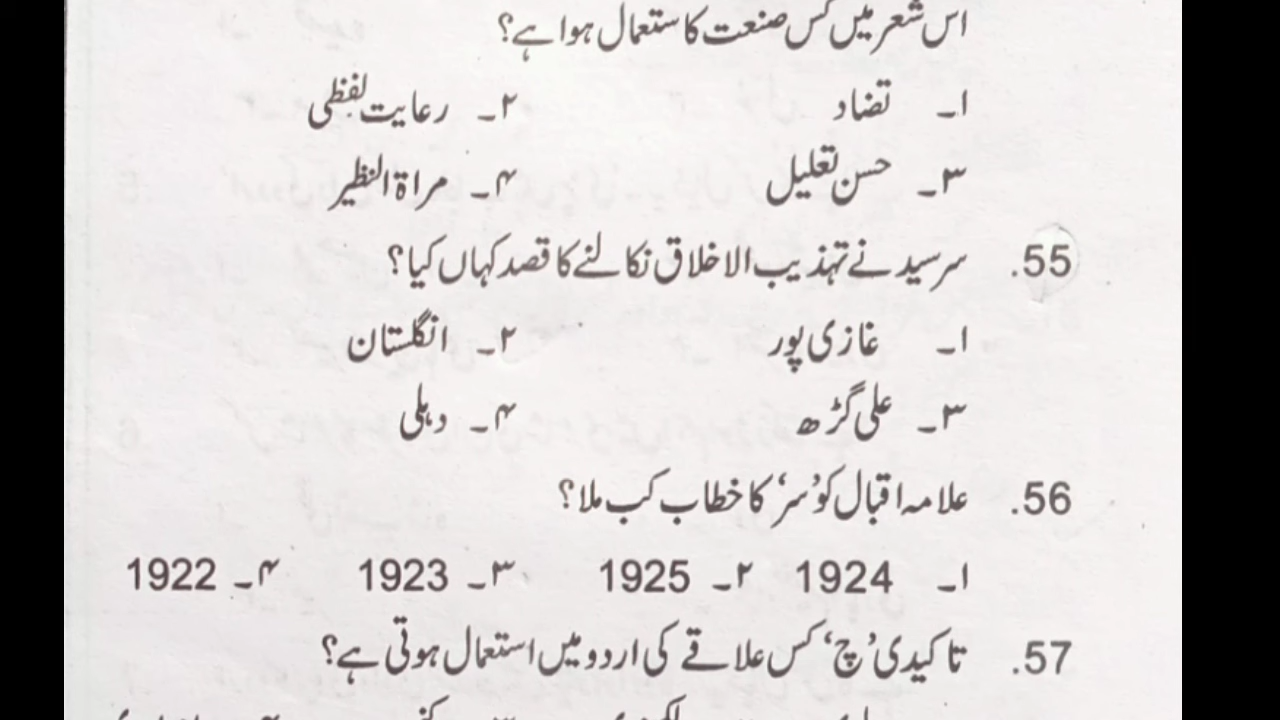 اس شعر میں کس صنعت کا ستعمال ہوا ہے؟
۱۔ تضاد ۲۔ رعایت لفظی
۳۔ حسن تعلیل ۴۔ مراۃ النظیر
55. سرسید نے تہذیب الاخلاق نکالنے کا قصد کہاں کیا؟
۱۔ غازی پور ۲۔ انگلستان
۳۔ علی گڑھ ۴۔ دہلی
56. علامہ اقبال کو ’سر‘ کا خطاب کب ملا؟
۱۔ 1924 ۲۔ 1925 ۳۔ 1923 ۴۔ 1922
57. تاکیدی ’چ‘ کس علاقے کی اردو میں استعمال ہوتی ہے؟